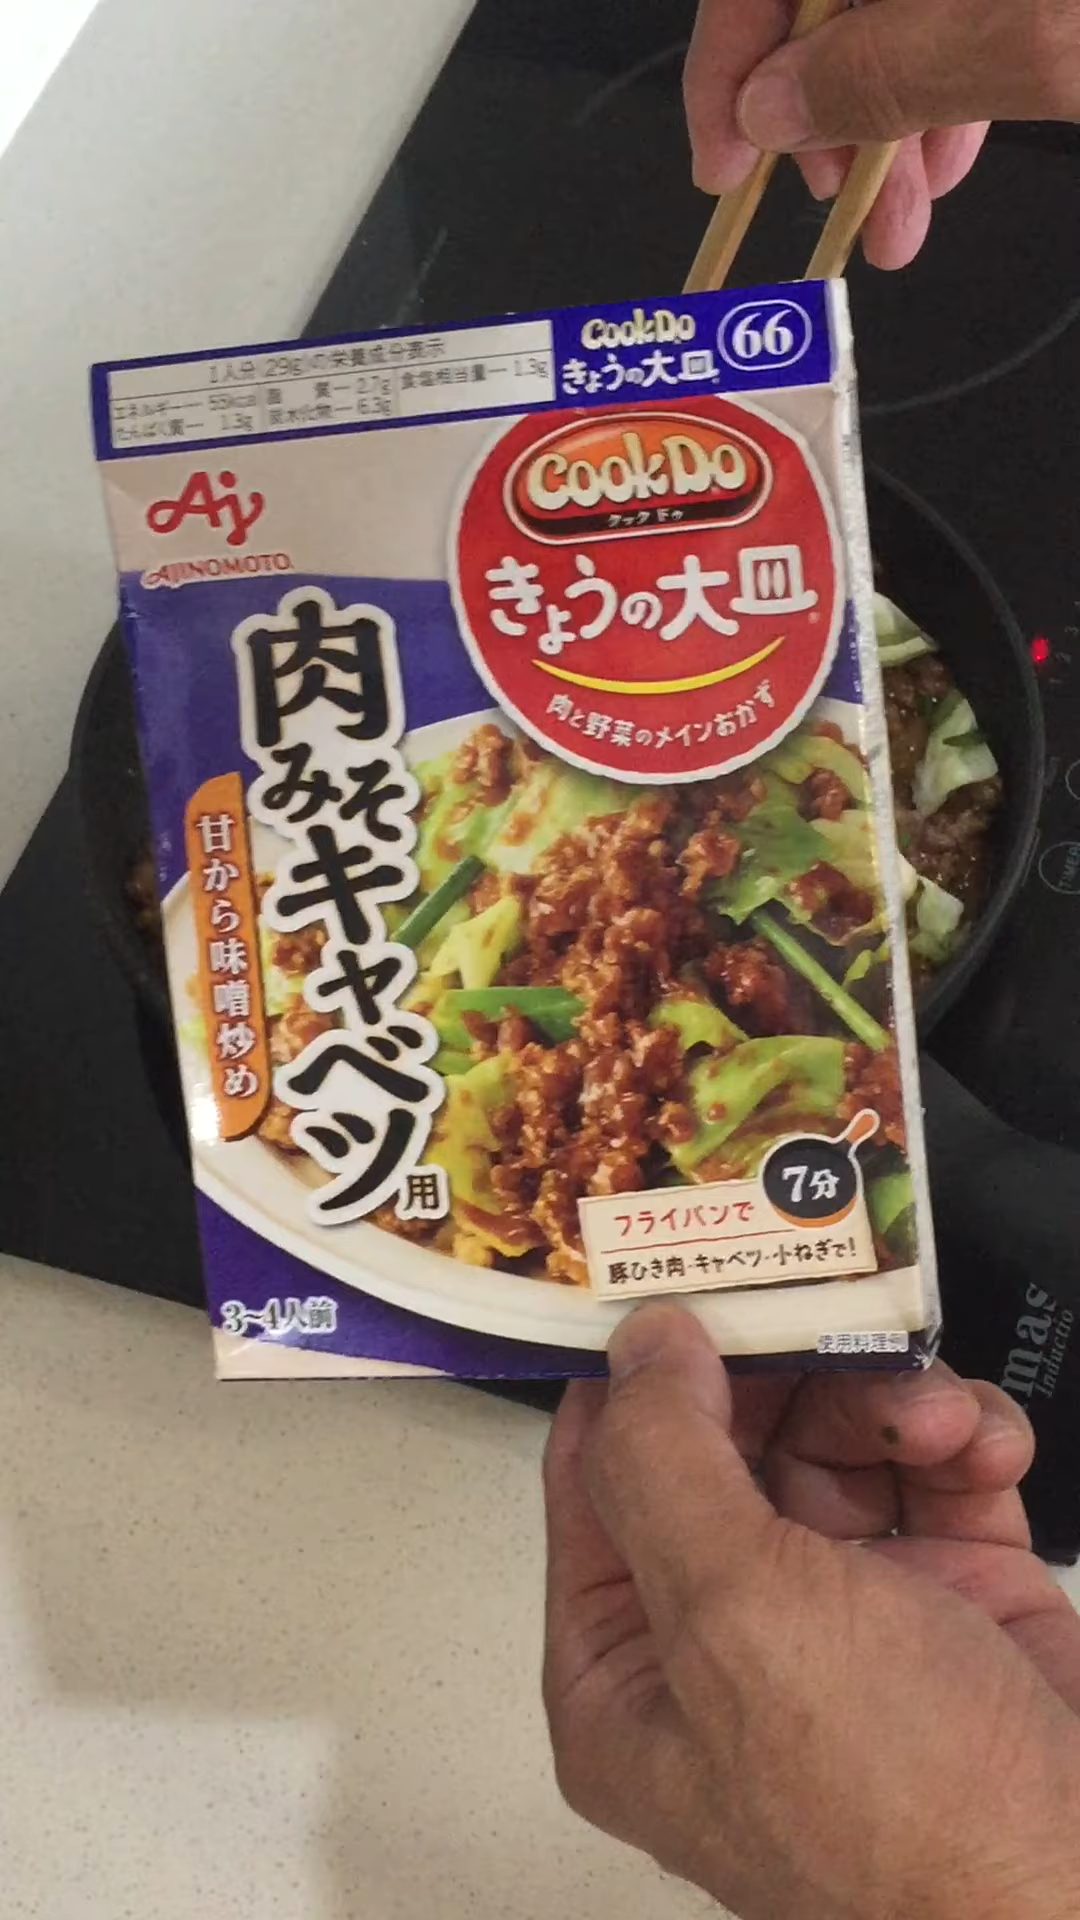 1人分(29g)の栄養成分表示
エネルギー 55kcal 脂質 2.7g 食塩相当量 1.3g
たんぱく質 1.3g 炭水化物 6.3g
CookDo
きょうの大皿
66
Aj
AJINOMOTO
CookDo
クックドゥ
きょうの大皿®
肉と野菜のメインおかず
肉みそキャベツ用
甘から味噌炒め
7分
フライパンで
豚ひき肉・キャベツ・小ねぎで!
3~4人前
使用料理例
TIMER
mas
Inductio